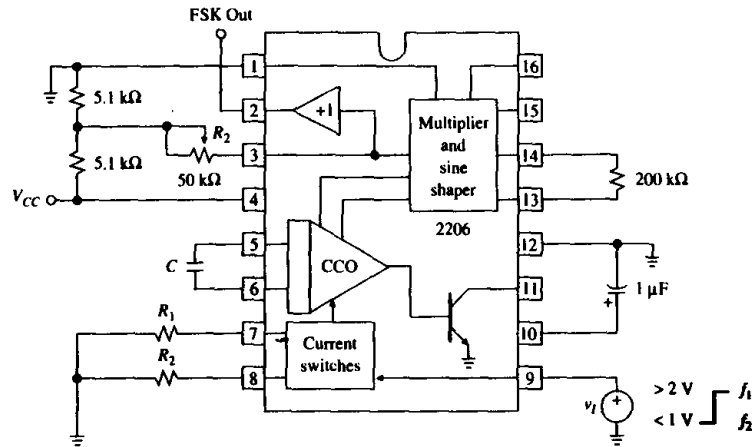 FSK Out
1
16
5.1 kΩ
2
+1
15
Multiplier
and
sine
shaper
R₂
3
14
50 kΩ
200 kΩ
5.1 kΩ
V_CC
4
13
2206
5
12
C
CCO
6
11
1 μF
+
R₁
7
10
Current
switches
R₂
8
9
v_I
+
> 2 V
f₁
< 1 V
f₂